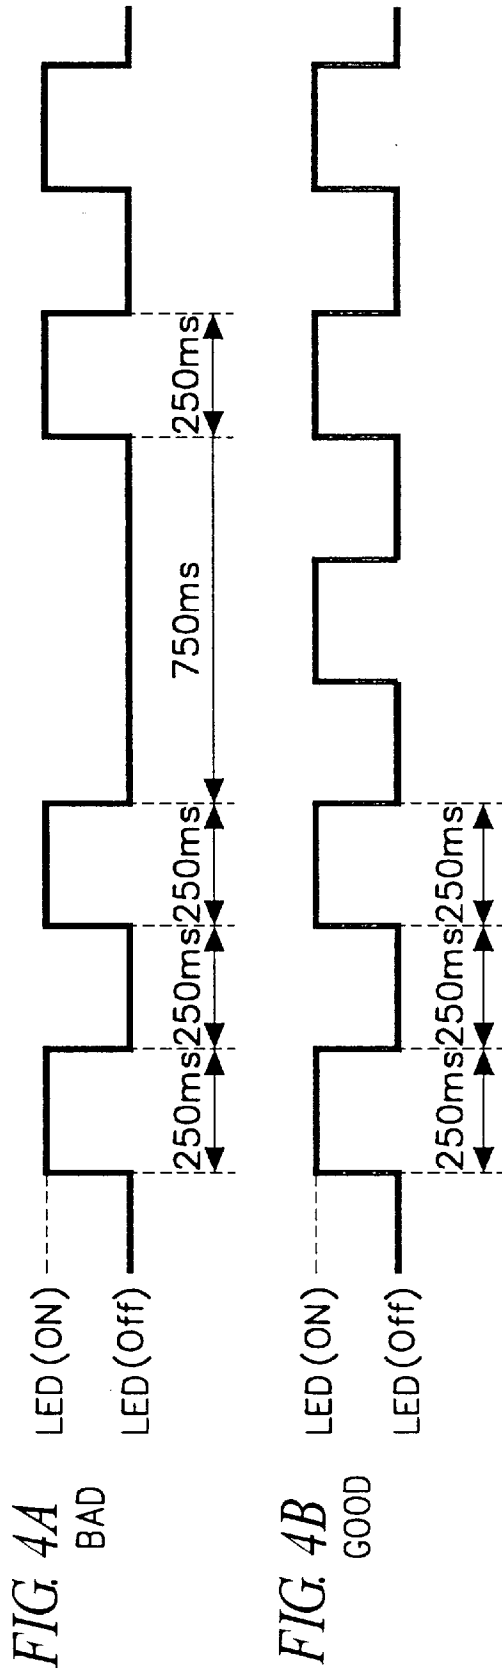 FIG. 4A
BAD
LED(ON)
LED(Off)
250ms
250ms
250ms
750ms
250ms
FIG. 4B
GOOD
LED(ON)
LED(Off)
250ms
250ms
250ms